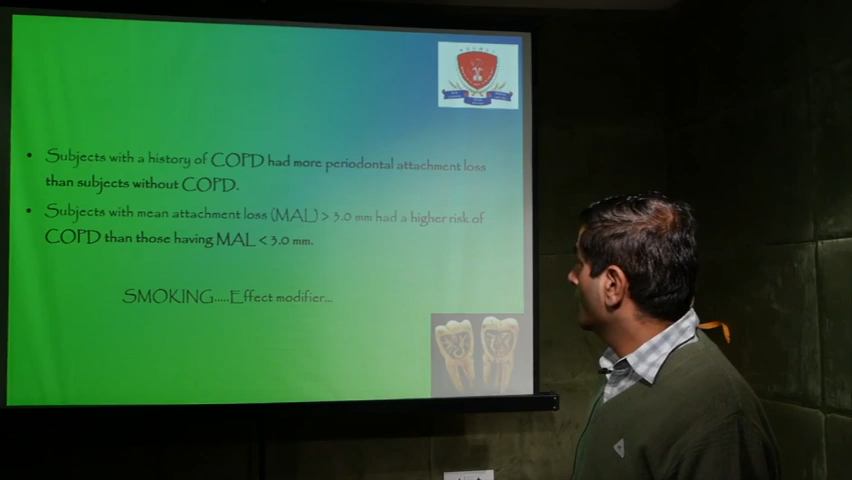 • Subjects with a history of COPD had more periodontal attachment loss
than subjects without COPD.
• Subjects with mean attachment loss (MAL) > 3.0 mm had a higher risk of
COPD than those having MAL < 3.0 mm.
SMOKING.....Effect modifier...